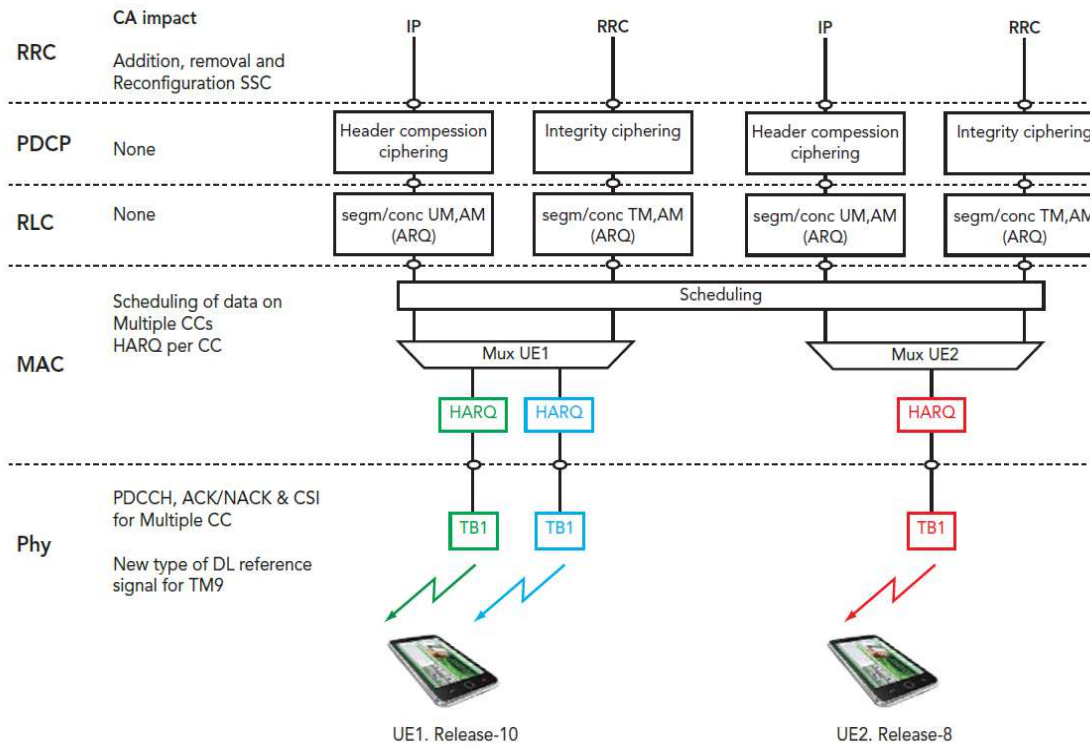 CA impact
IP
RRC
IP
RRC
RRC
Addition, removal and
Reconfiguration SSC
PDCP
None
Header compession
ciphering
Integrity ciphering
Header compession
ciphering
Integrity ciphering
RLC
None
segm/conc UM,AM
(ARQ)
segm/conc TM,AM
(ARQ)
segm/conc UM,AM
(ARQ)
segm/conc TM,AM
(ARQ)
MAC
Scheduling of data on
Multiple CCs
HARQ per CC
Scheduling
Mux UE1
Mux UE2
HARQ
HARQ
HARQ
Phy
PDCCH, ACK/NACK & CSI
for Multiple CC
New type of DL reference
signal for TM9
TB1
TB1
TB1
UE1. Release-10
UE2. Release-8